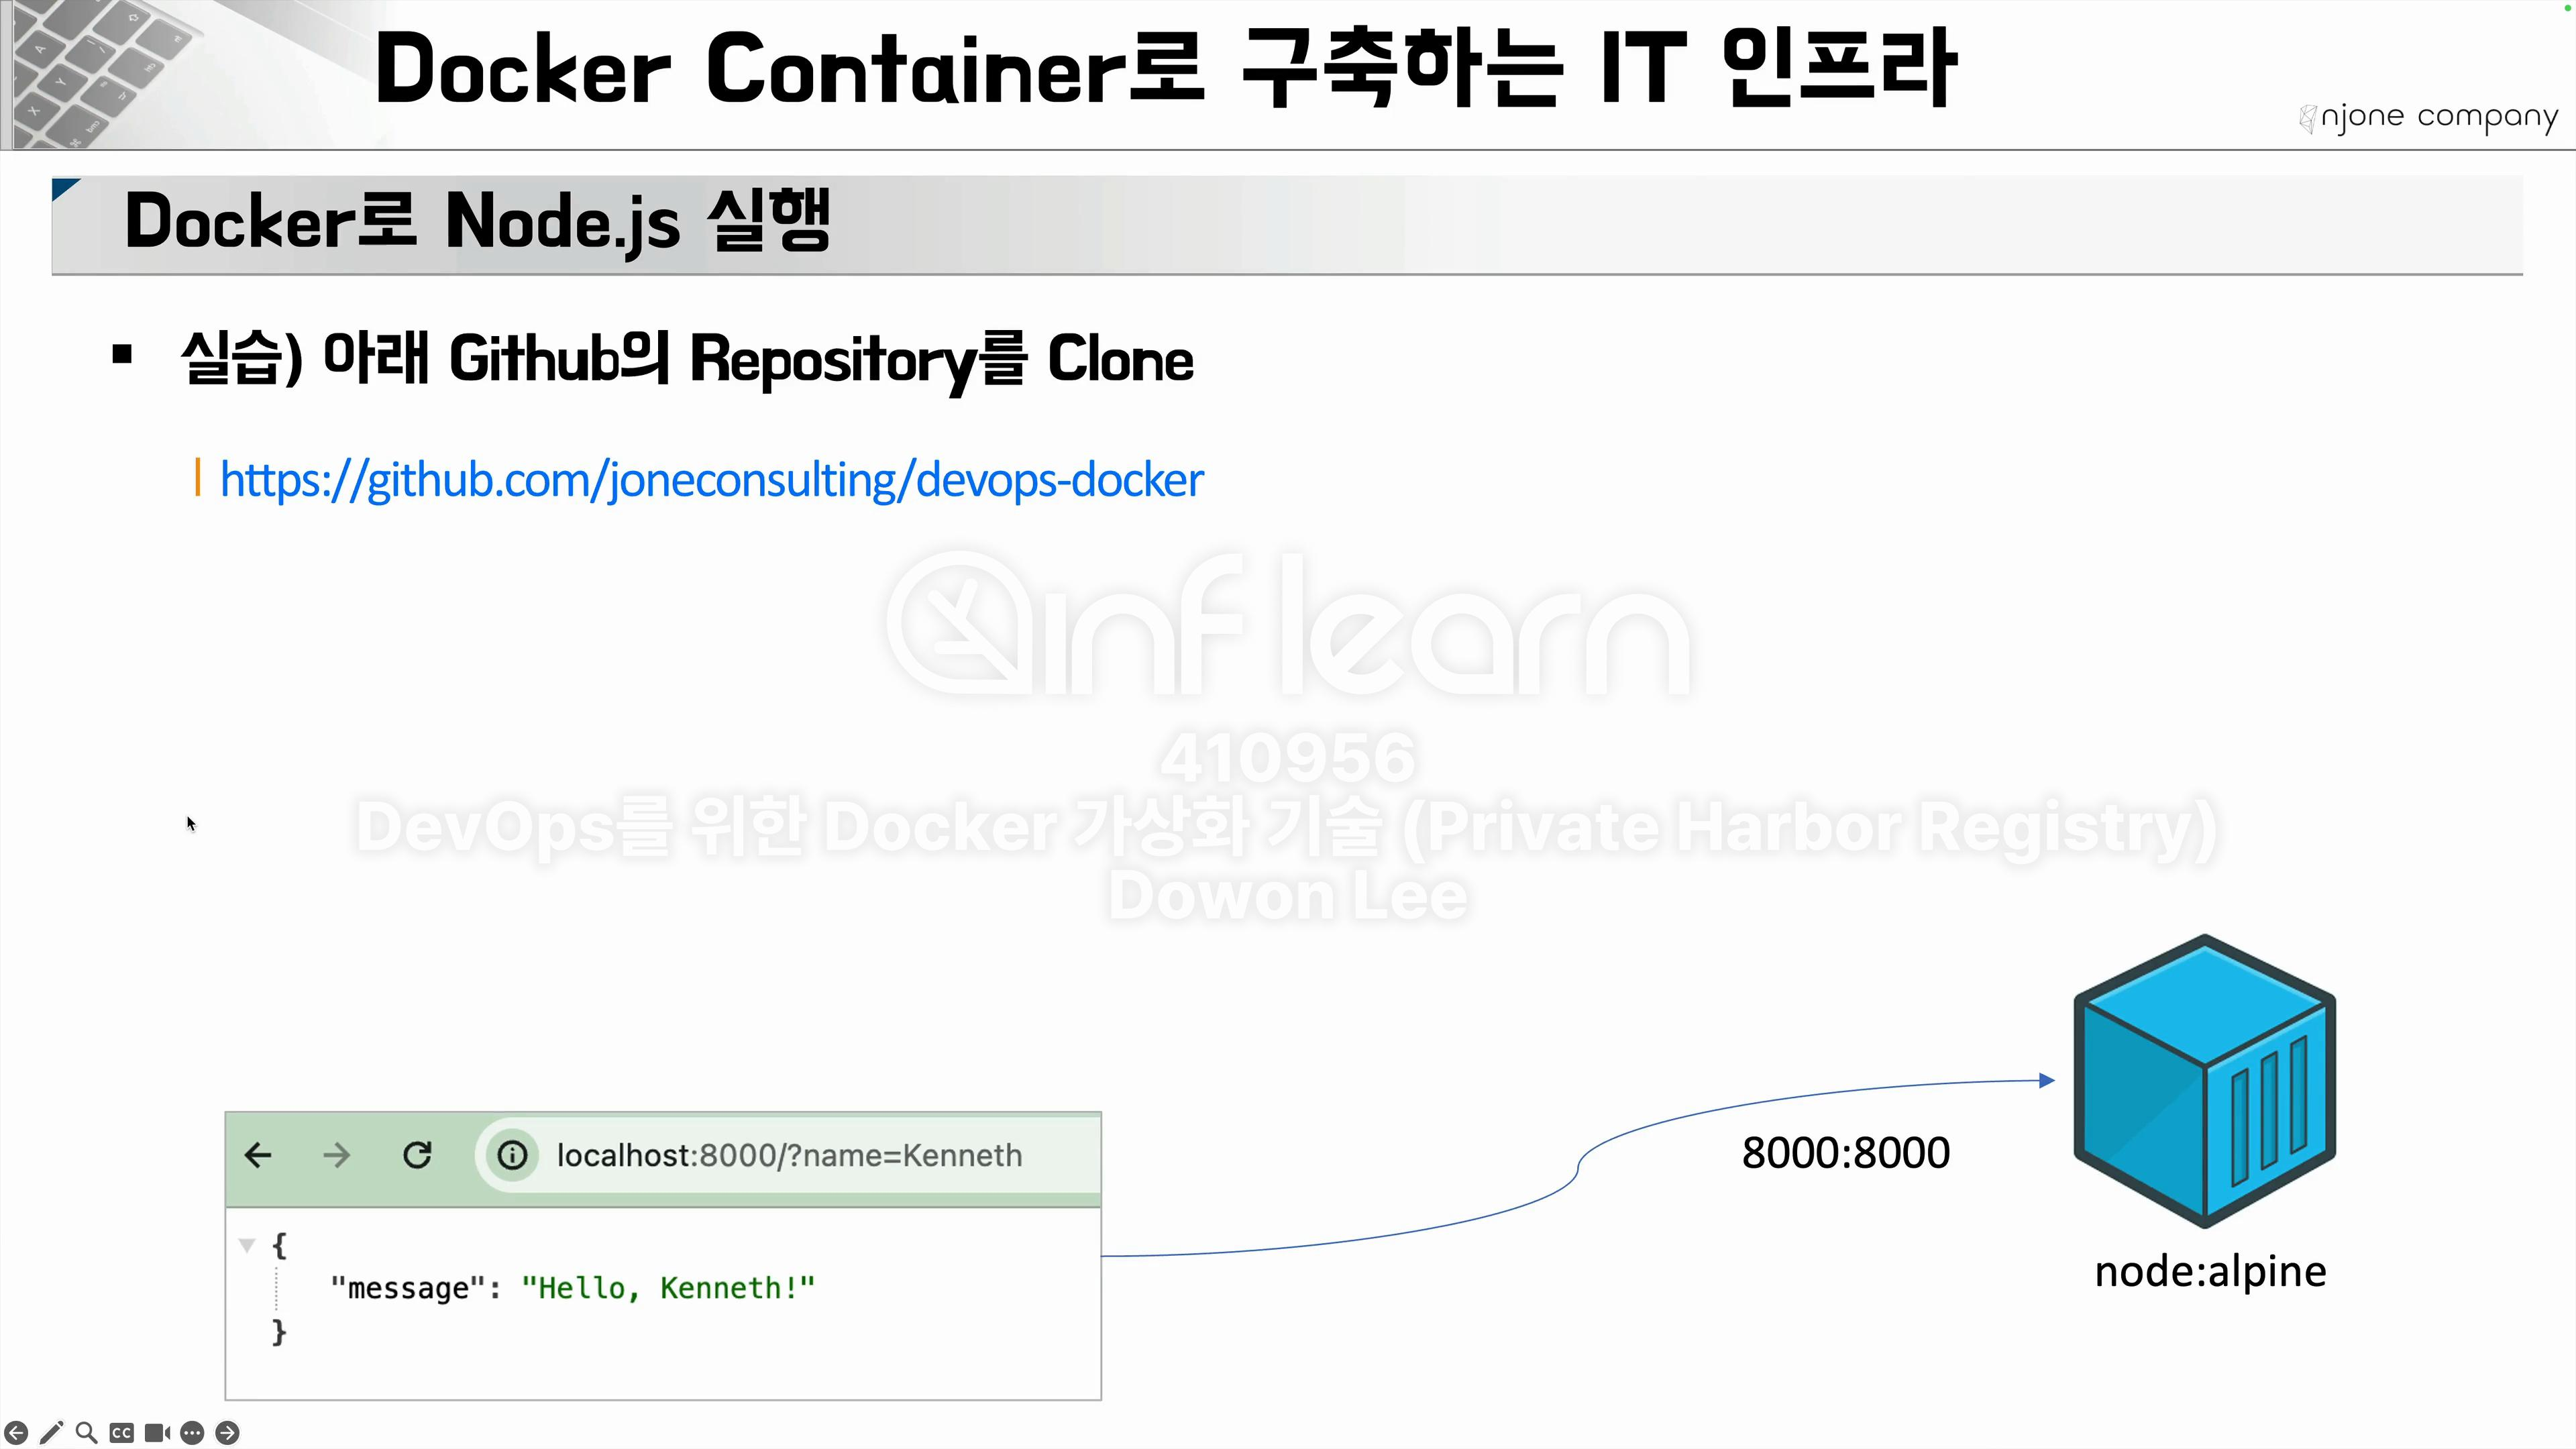 Docker Container로 구축하는 IT 인프라
njone company
Docker로 Node.js 실행
▪ 실습) 아래 Github의 Repository를 Clone
https://github.com/joneconsulting/devops-docker
inflearn
410956
DevOps를 위한 Docker 가상화 기술 (Private Harbor Registry)
Dowon Lee
localhost:8000/?name=Kenneth
{
"message": "Hello, Kenneth!"
}
8000:8000
node:alpine
CC